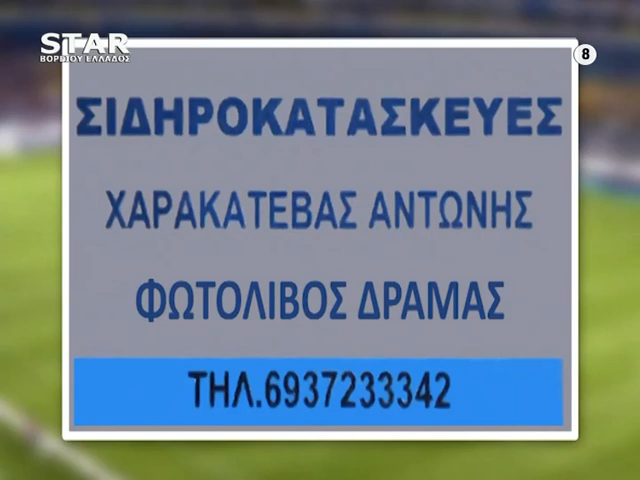 STAR
ΒΟΡΕΙΟΥ ΕΛΛΑΔΟΣ
8
ΣΙΔΗΡΟΚΑΤΑΣΚΕΥΕΣ
ΧΑΡΑΚΑΤΕΒΑΣ ΑΝΤΩΝΗΣ
ΦΩΤΟΛΙΒΟΣ ΔΡΑΜΑΣ
ΤΗΛ.6937233342